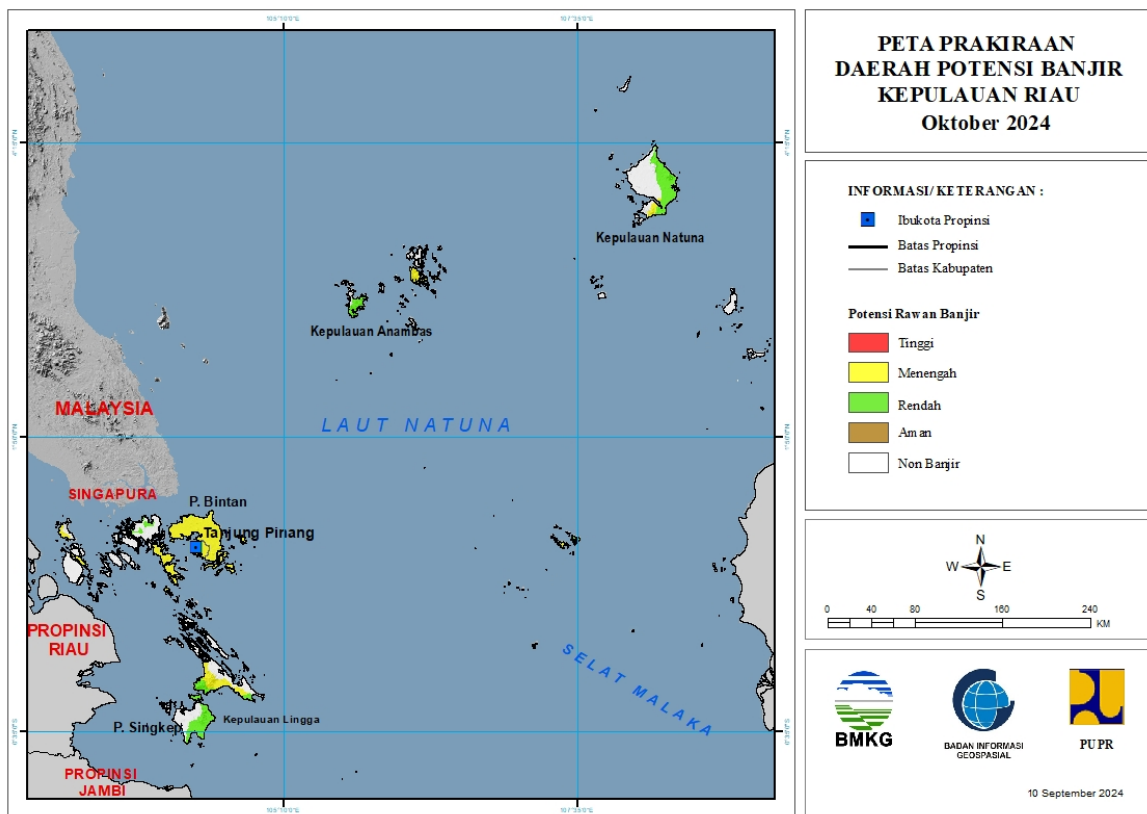 PETA PRAKIRAAN
DAERAH POTENSI BANJIR
KEPULAUAN RIAU
Oktober 2024
INFORMASI/KETERANGAN :
Ibukota Propinsi
Batas Propinsi
Batas Kabupaten
Potensi Rawan Banjir
Tinggi
Menengah
Rendah
Aman
Non Banjir
N
W E
S
0 40 80 160 240
KM
BMKG
BADAN INFORMASI
GEOSPASIAL
PUPR
10 September 2024
Kepulauan Natuna
Kepulauan Anambas
MALAYSIA
LAUT NATUNA
SINGAPURA
P. Bintan
Tanjung Pinang
PROPINSI
RIAU
SELAT MALAKA
Kepulauan Lingga
P. Singkep
PROPINSI
JAMBI